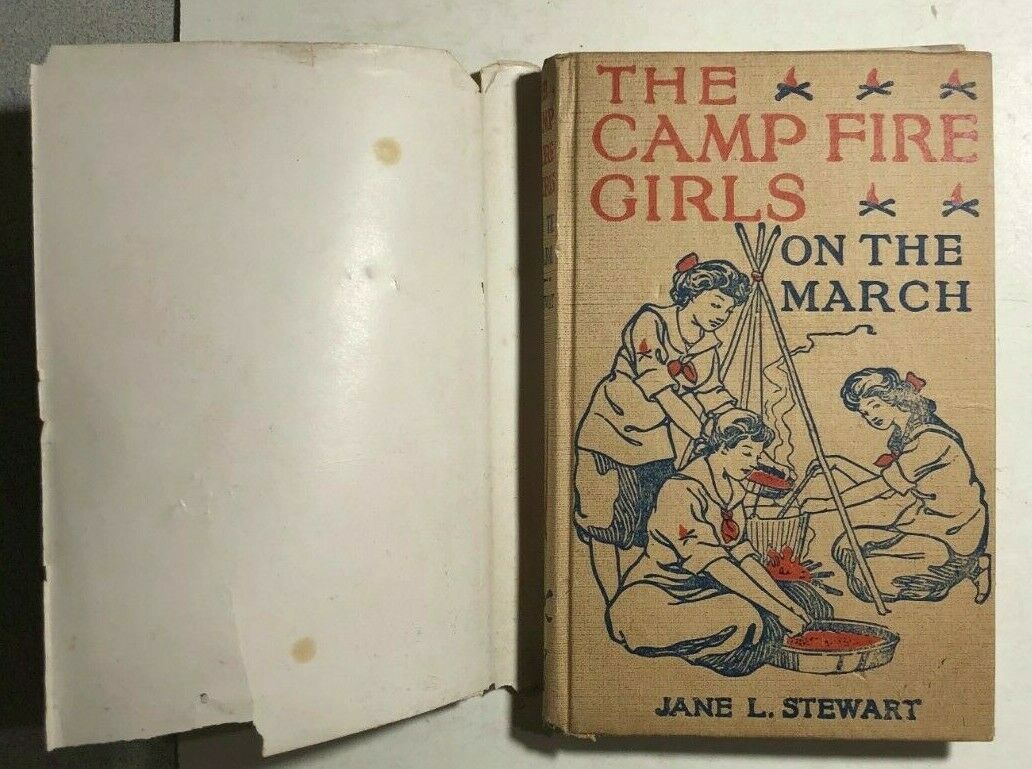 THE
CAMP FIRE
GIRLS
ON THE
MARCH
JANE L. STEWART